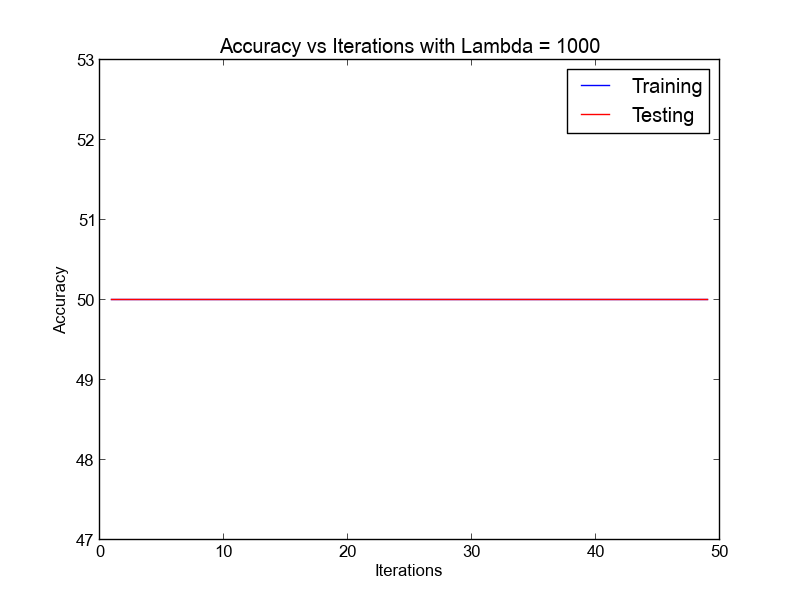 Accuracy vs Iterations with Lambda = 1000
53
Training
Testing
52
51
50
49
48
47
Accuracy
0 10 20 30 40 50
Iterations